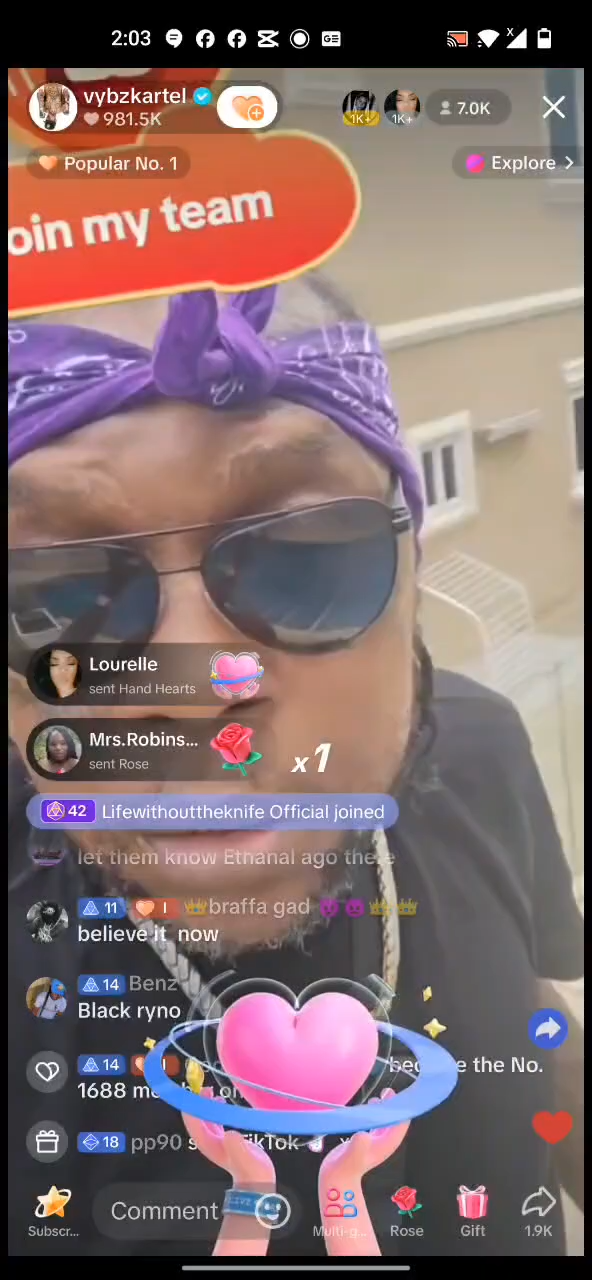 2:03
vybzkartel
981.5K
1K+
1K+
7.0K
Popular No. 1
Explore >
oin my team
Lourelle
sent Hand Hearts
Mrs.Robins...
sent Rose
x1
42 Lifewithouttheknife Official joined
let them know Ethanal ago there
11 I 👑braffa gad 😈😈👑👑
believe it now
14 Benz
Black ryno
14 the No.
1688
18 pp90
Subscr...
Comment
LIVE
Multi-g...
Rose
Gift
1.9K